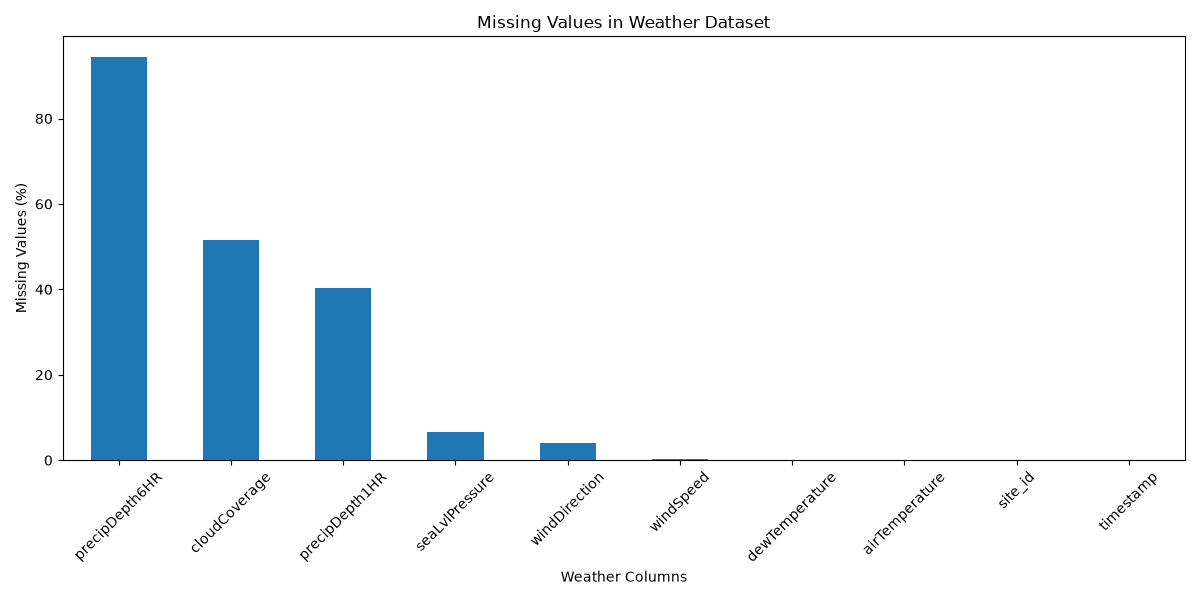 Missing Values in Weather Dataset
Missing Values (%)
80
60
40
20
0
precipDepth6HR
cloudCoverage
precipDepth1HR
seaLvlPressure
windDirection
windSpeed
dewTemperature
airTemperature
site_id
timestamp
Weather Columns